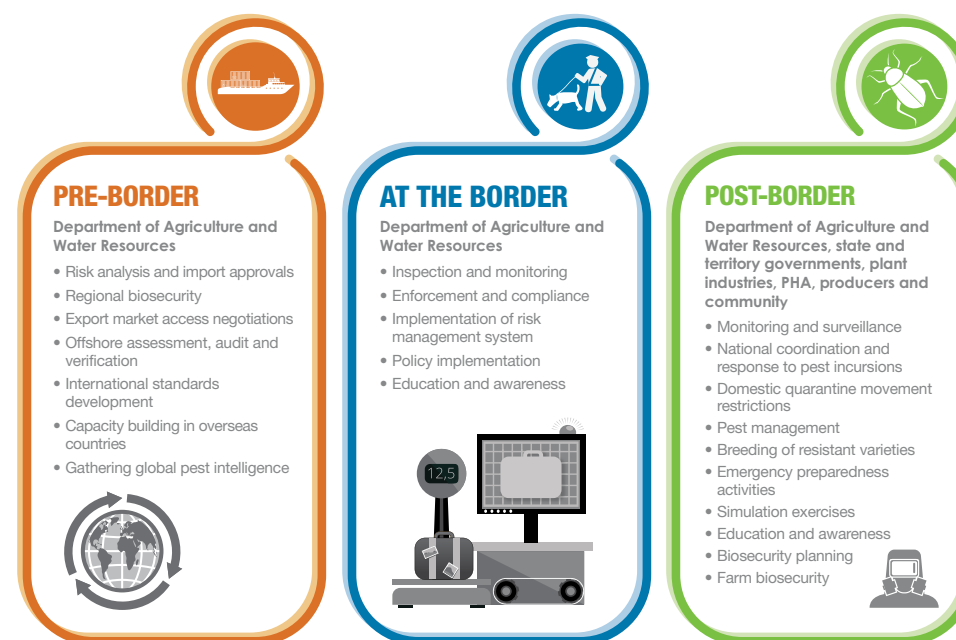 PRE-BORDER
Department of Agriculture and
Water Resources
• Risk analysis and import approvals
• Regional biosecurity
• Export market access negotiations
• Offshore assessment, audit and
verification
• International standards
development
• Capacity building in overseas
countries
• Gathering global pest intelligence
AT THE BORDER
Department of Agriculture and
Water Resources
• Inspection and monitoring
• Enforcement and compliance
• Implementation of risk
management system
• Policy implementation
• Education and awareness
12,5
POST-BORDER
Department of Agriculture and
Water Resources, state and
territory governments, plant
industries, PHA, producers and
community
• Monitoring and surveillance
• National coordination and
response to pest incursions
• Domestic quarantine movement
restrictions
• Pest management
• Breeding of resistant varieties
• Emergency preparedness
activities
• Simulation exercises
• Education and awareness
• Biosecurity planning
• Farm biosecurity